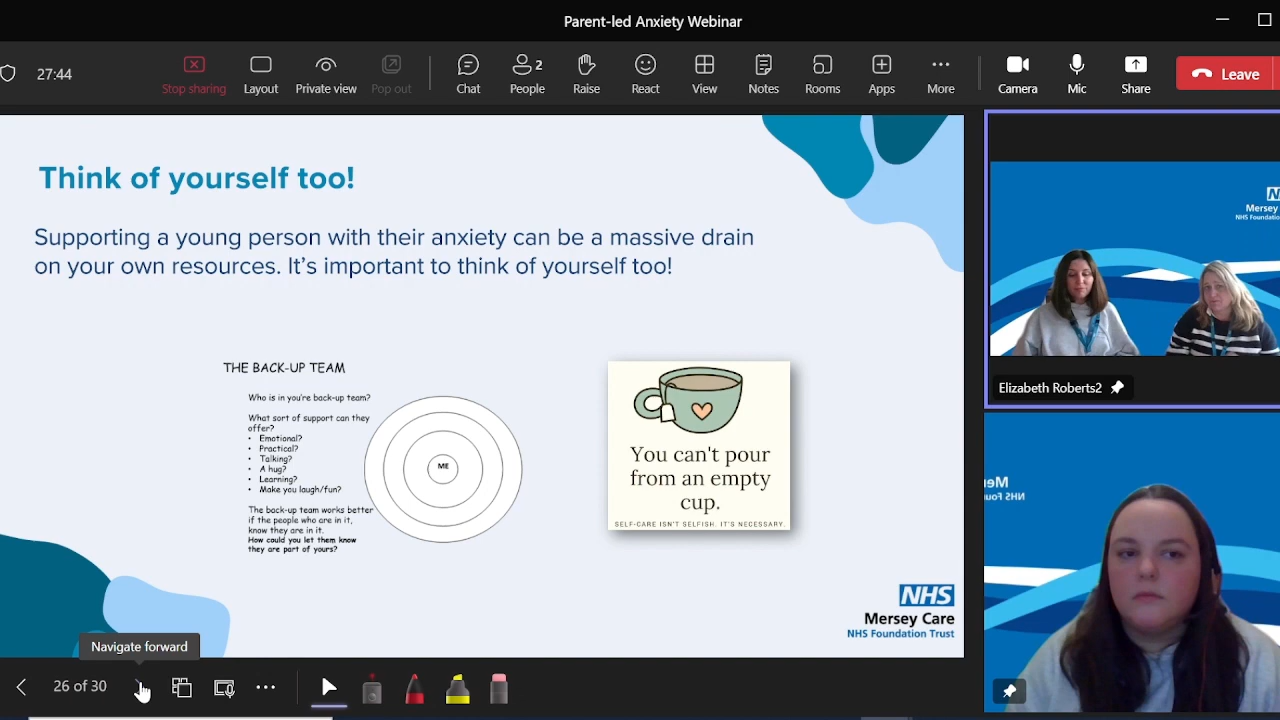 Parent-led Anxiety Webinar
27:44
Stop sharing
Layout
Private view
Pop out
Chat
2
People
Raise
React
View
Notes
Rooms
Apps
More
Camera
Mic
Share
Leave
Think of yourself too!
Supporting a young person with their anxiety can be a massive drain
on your own resources. It's important to think of yourself too!
THE BACK-UP TEAM
Who is in you're back-up team?
What sort of support can they
offer?
• Emotional?
• Practical?
• Talking?
• A hug?
• Learning?
• Make you laugh/fun?
The back-up team works better
if the people who are in it,
know they are in it.
How could you let them know
they are part of yours?
ME
You can't pour
from an empty
cup.
SELF-CARE ISN'T SELFISH. IT'S NECESSARY.
NHS
Mersey Care
NHS Foundation Trust
Mersey
NHS Foundation
Elizabeth Roberts2
Navigate forward
26 of 30